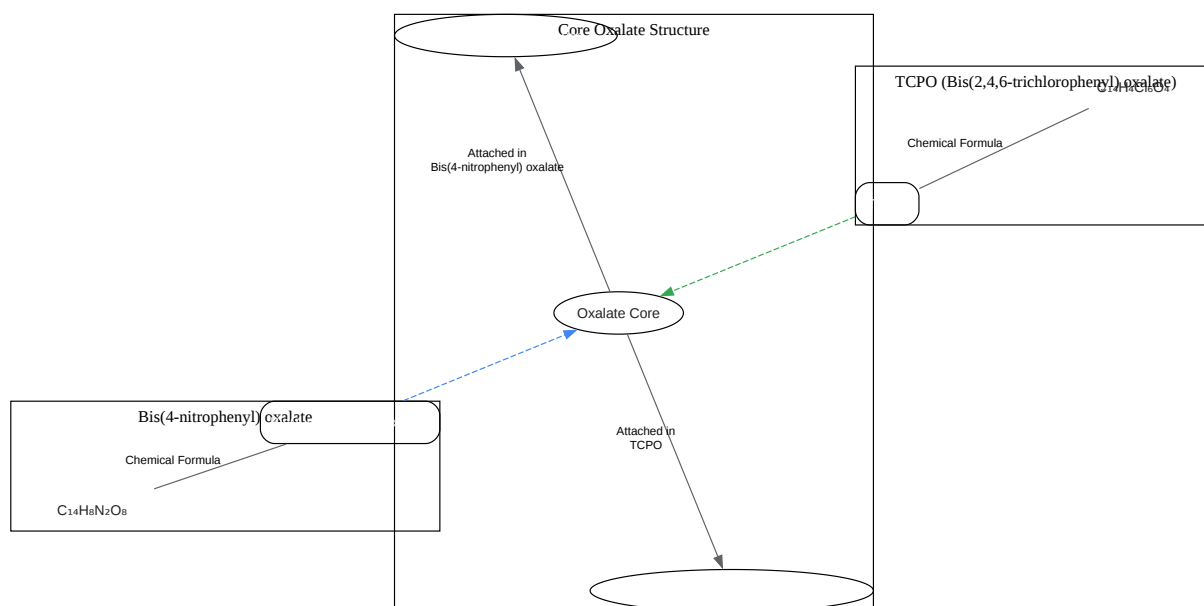 Core Oxalate Structure
TCPO (Bis(2,4,6-trichlorophenyl) oxalate)
C₁₄H₄Cl₆O₄
Chemical Formula
Attached in
Bis(4-nitrophenyl) oxalate
Oxalate Core
Bis(4-nitrophenyl) oxalate
Attached in
TCPO
Chemical Formula
C₁₄H₈N₂O₈